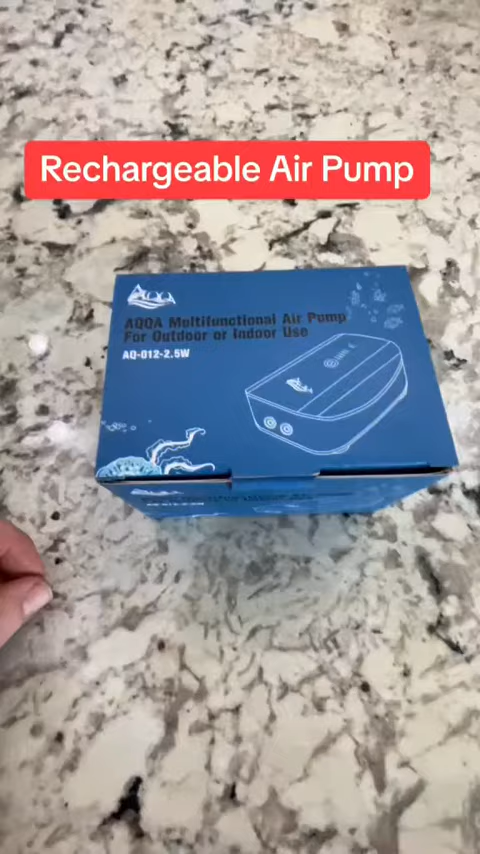 Rechargeable Air Pump
AQQA
AQQA Multifunctional Air Pump
For Outdoor or Indoor Use
AQ-012-2.5W